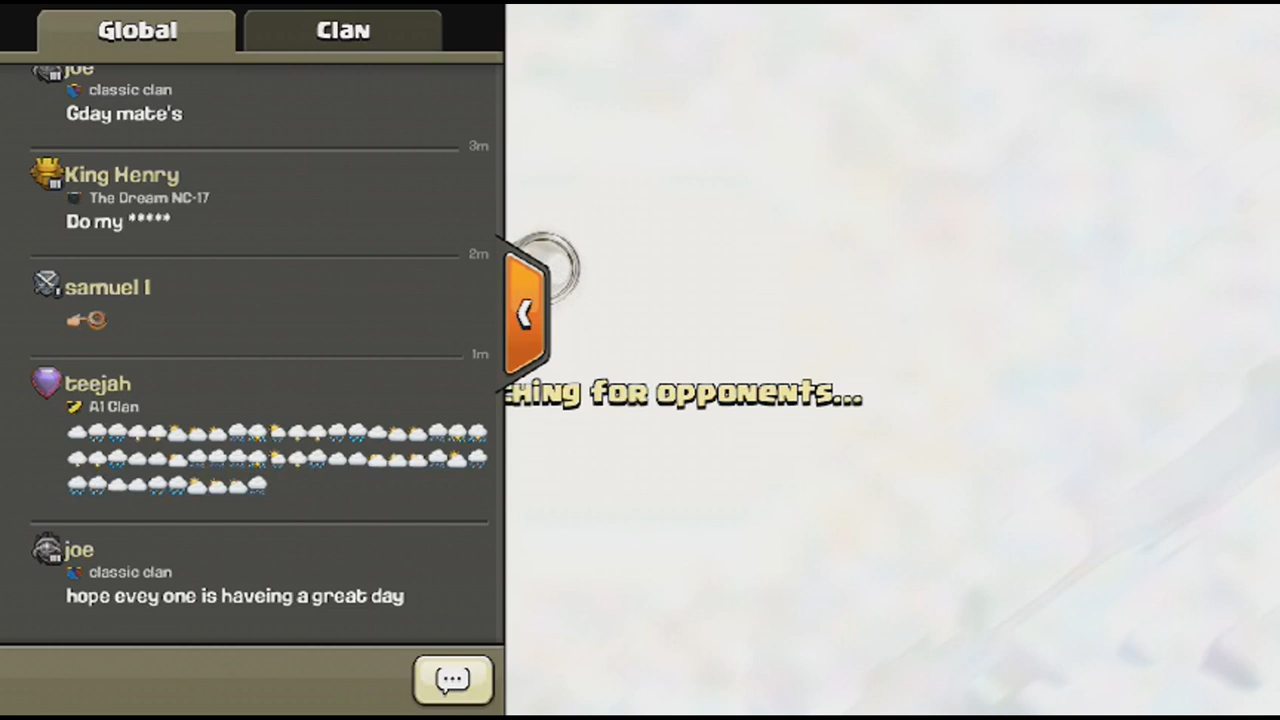 Global
Clan
joe
classic clan
Gday mate's
3m
King Henry
The Dream NC-17
Do my *****
2m
samuel I
1m
teejah
A1 Clan
joe
classic clan
hope evey one is haveing a great day
for opponents...